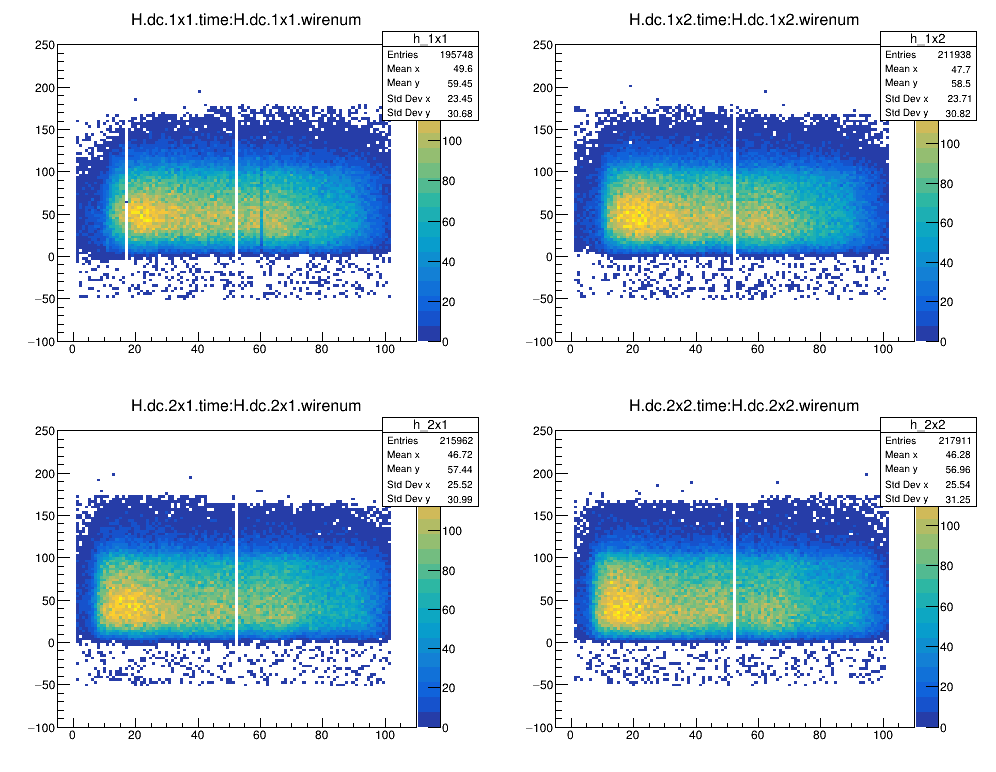 H.dc.1x1.time:H.dc.1x1.wirenum
h_1x1
Entries 195748
Mean x 49.6
Mean y 59.45
Std Dev x 23.45
Std Dev y 30.68
250
200
150
100
50
0
−50
−100
0 20 40 60 80 100
100
80
60
40
20
0
H.dc.1x2.time:H.dc.1x2.wirenum
h_1x2
Entries 211938
Mean x 47.7
Mean y 58.5
Std Dev x 23.71
Std Dev y 30.82
250
200
150
100
50
0
−50
−100
0 20 40 60 80 100
100
80
60
40
20
0
H.dc.2x1.time:H.dc.2x1.wirenum
h_2x1
Entries 215962
Mean x 46.72
Mean y 57.44
Std Dev x 25.52
Std Dev y 30.99
250
200
150
100
50
0
−50
−100
0 20 40 60 80 100
100
80
60
40
20
0
H.dc.2x2.time:H.dc.2x2.wirenum
h_2x2
Entries 217911
Mean x 46.28
Mean y 56.96
Std Dev x 25.54
Std Dev y 31.25
250
200
150
100
50
0
−50
−100
0 20 40 60 80 100
100
80
60
40
20
0